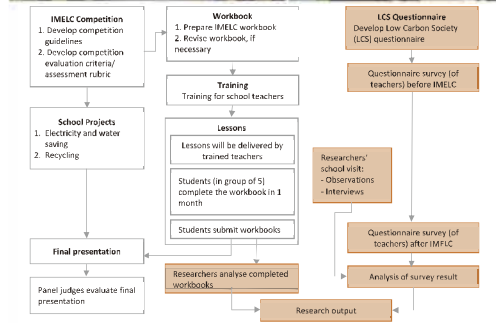 IMELC Competition
1. Develop competition
guidelines
2. Develop competition
evaluation criteria/
assessment rubric
Workbook
1. Prepare IMELC workbook
2. Revise workbook, if
necessary
LCS Questionnaire
Develop Low Carbon Society
(LCS) questionnaire
Training
Training for school teachers
Questionnaire survey (of
teachers) before IMELC
School Projects
1. Electricity and water
saving
2. Recycling
Lessons
Lessons will be delivered by
trained teachers
Students (in group of 5)
complete the workbook in 1
month
Students submit workbooks
Researchers'
school visit:
- Observations
- Interviews
Questionnaire survey (of
teachers) after IMELC
Final presentation
Researchers analyse completed
workbooks
Analysis of survey result
Panel judges evaluate final
presentation
Research output